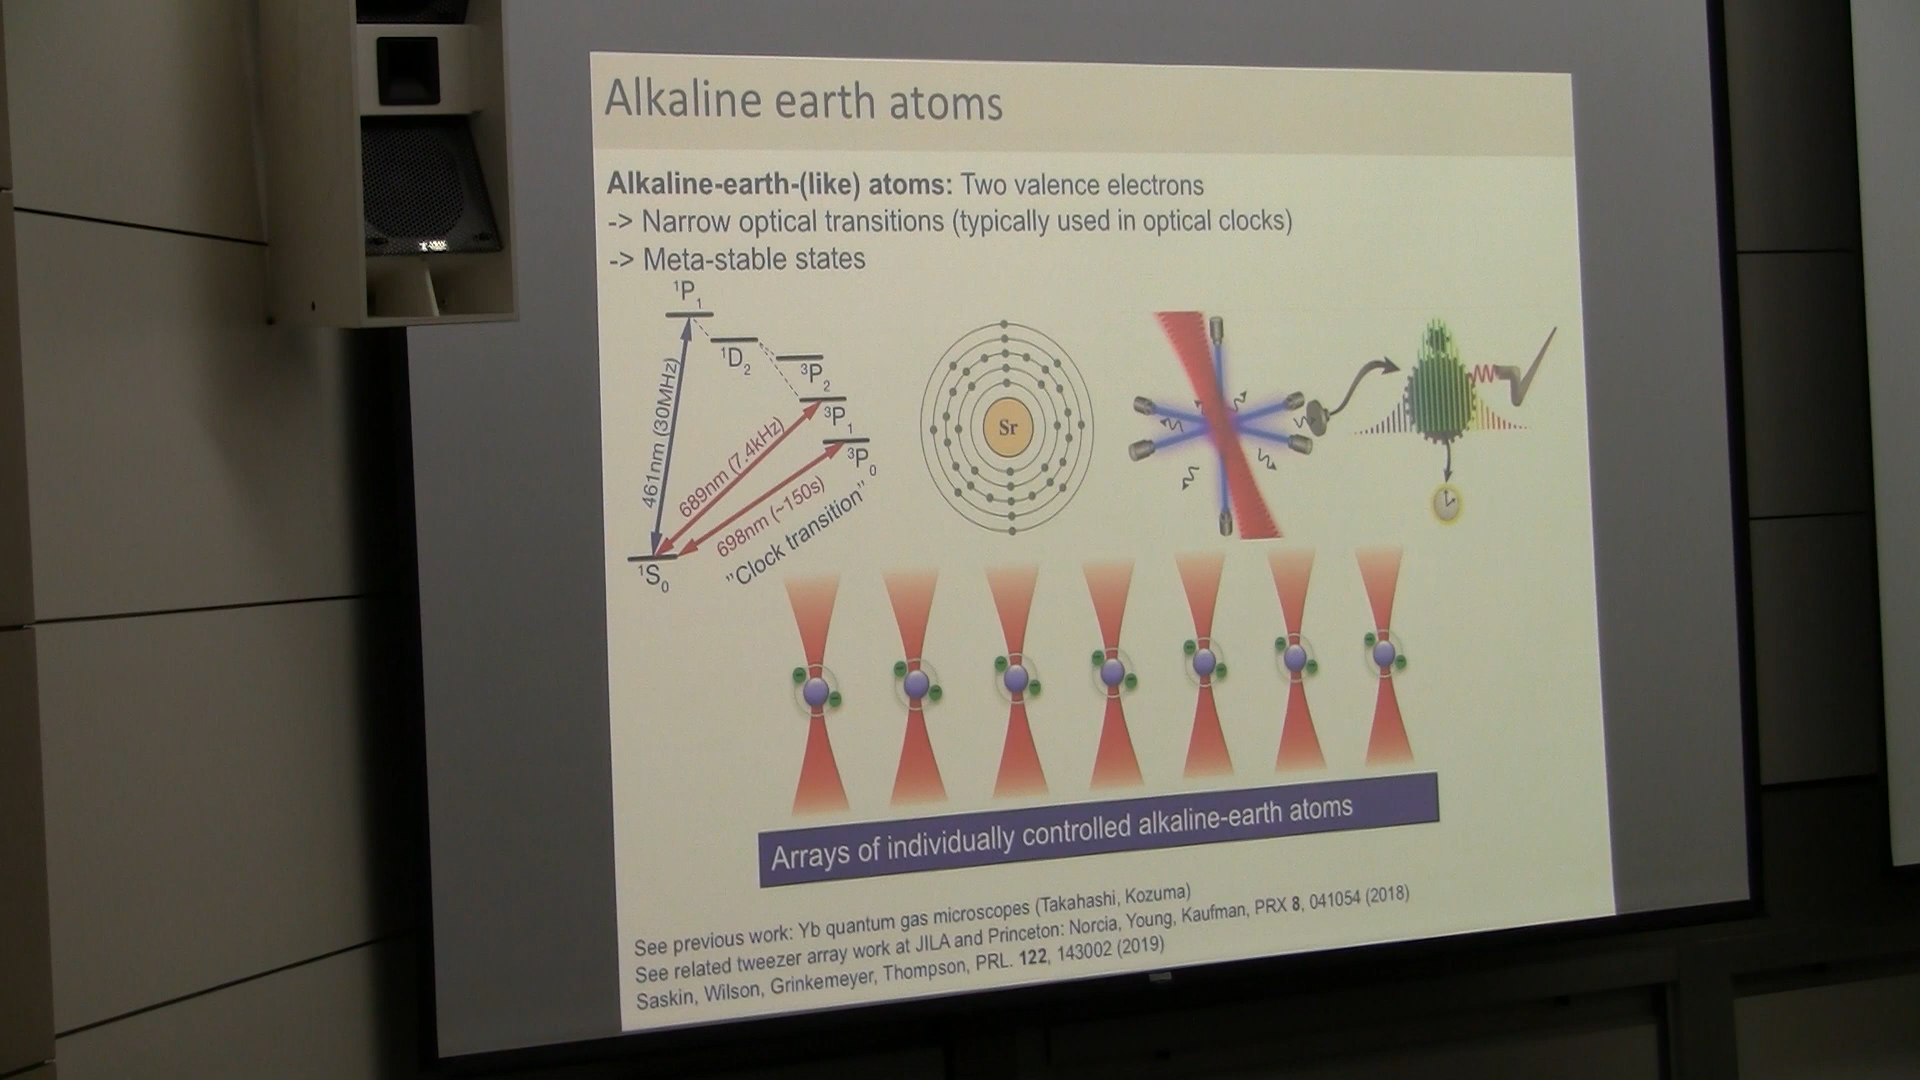 Alkaline earth atoms
Alkaline-earth-(like) atoms: Two valence electrons
-> Narrow optical transitions (typically used in optical clocks)
-> Meta-stable states
¹P₁
¹D₂
³P₂
³P₁
³P₀
461nm (30MHz)
689nm (7.4kHz)
698nm (~150s)
"Clock transition"
¹S₀
Sr
Arrays of individually controlled alkaline-earth atoms
See previous work: Yb quantum gas microscopes (Takahashi, Kozuma)
See related tweezer array work at JILA and Princeton: Norcia, Young, Kaufman, PRX 8, 041054 (2018)
Saskin, Wilson, Grinkemeyer, Thompson, PRL. 122, 143002 (2019)